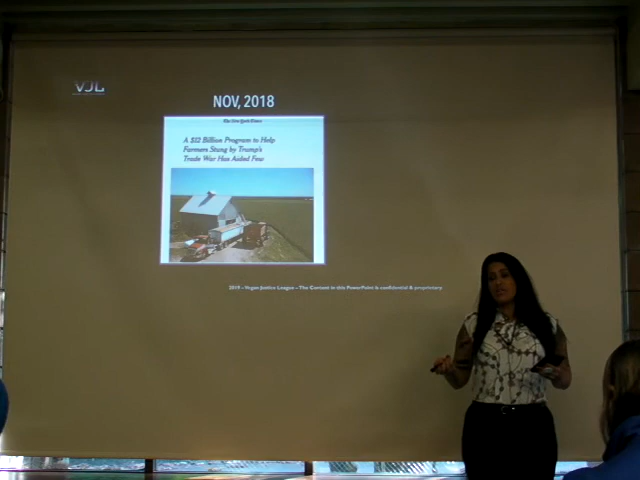 VJL
NOV, 2018
The New York Times
A $12 Billion Program to Help
Farmers Stung by Trump's
Trade War Has Aided Few
2019 - Vegan Justice League - The Content in this PowerPoint is confidential & proprietary